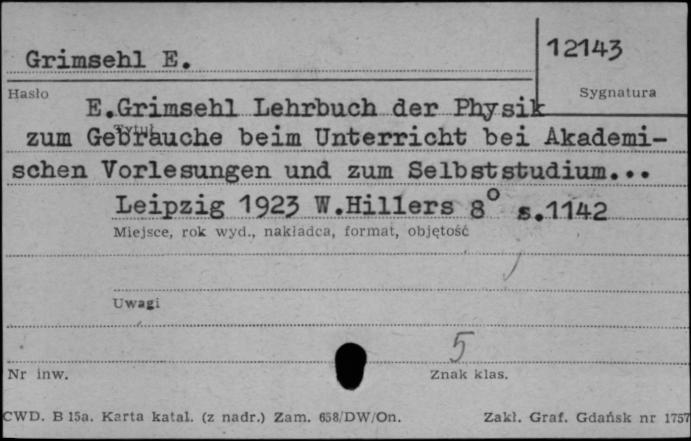 Grimsehl E.
12143
Hasło
Sygnatura
E.Grimsehl Lehrbuch der Physik
Tytuł
zum Gebrauche beim Unterricht bei Akademi-
schen Vorlesungen und zum Selbststudium...
Leipzig 1923 W.Hillers 8° s.1142
Miejsce, rok wyd., nakładca, format, objętość
Uwagi
5
Nr inw.
Znak klas.
CWD. B 15a. Karta katal. (z nadr.) Zam. 658/DW/On.
Zakł. Graf. Gdańsk nr 1757